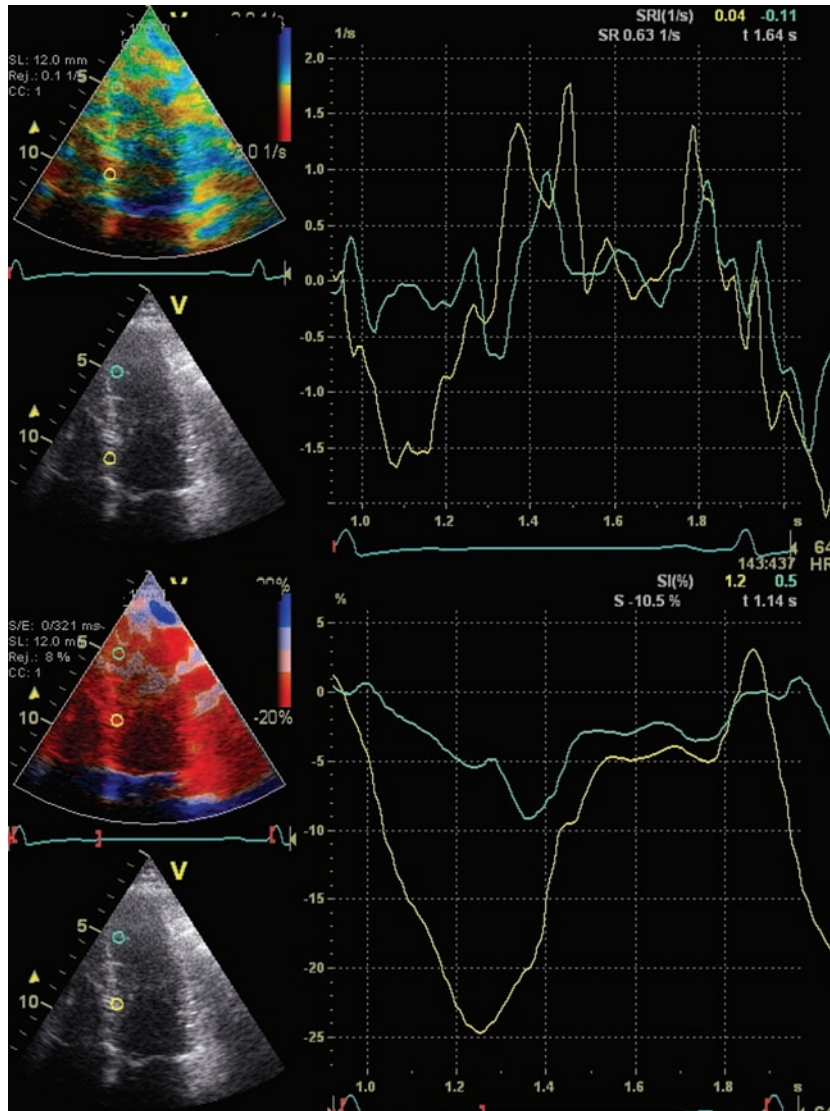 V
SL: 12.0 mm
Rej.: 0.1 1/s
CC: 1
5
10
-3.0 1/s
SRI(1/s) 0.04 -0.11
SR 0.63 1/s t 1.64 s
1/s
2.0
1.5
1.0
0.5
0.0
-0.5
-1.0
-1.5
1.0 1.2 1.4 1.6 1.8 s
V
5
10
64
HR
143:437
S/E: 0/321 ms
SL: 12.0 mm
Rej.: 8 %
CC: 1
5
10
-20%
SI(%) 1.2 0.5
S -10.5 % t 1.14 s
%
5
0
-5
-10
-15
-20
-25
1.0 1.2 1.4 1.6 1.8 s
V
5
10